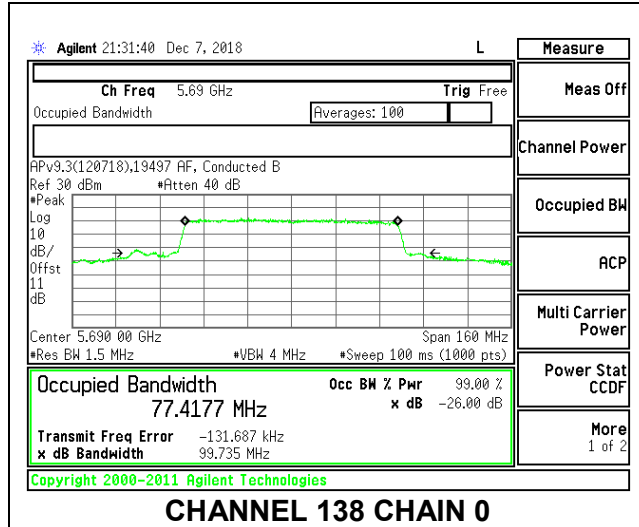 Agilent 21:31:40 Dec 7, 2018 L
Measure
Ch Freq 5.69 GHz Trig Free
Meas Off
Occupied Bandwidth Averages: 100
Channel Power
APv9.3(120718),19497 AF, Conducted B
Ref 30 dBm #Atten 40 dB
#Peak
Log
10
dB/
Offst
11
dB
Occupied BW
ACP
Multi Carrier
Power
Center 5.690 00 GHz Span 160 MHz
#Res BW 1.5 MHz #VBW 4 MHz #Sweep 100 ms (1000 pts)
Power Stat
CCDF
Occupied Bandwidth Occ BW % Pwr 99.00 %
77.4177 MHz x dB -26.00 dB
Transmit Freq Error -131.687 kHz
x dB Bandwidth 99.735 MHz
More
1 of 2
Copyright 2000-2011 Agilent Technologies
CHANNEL 138 CHAIN 0